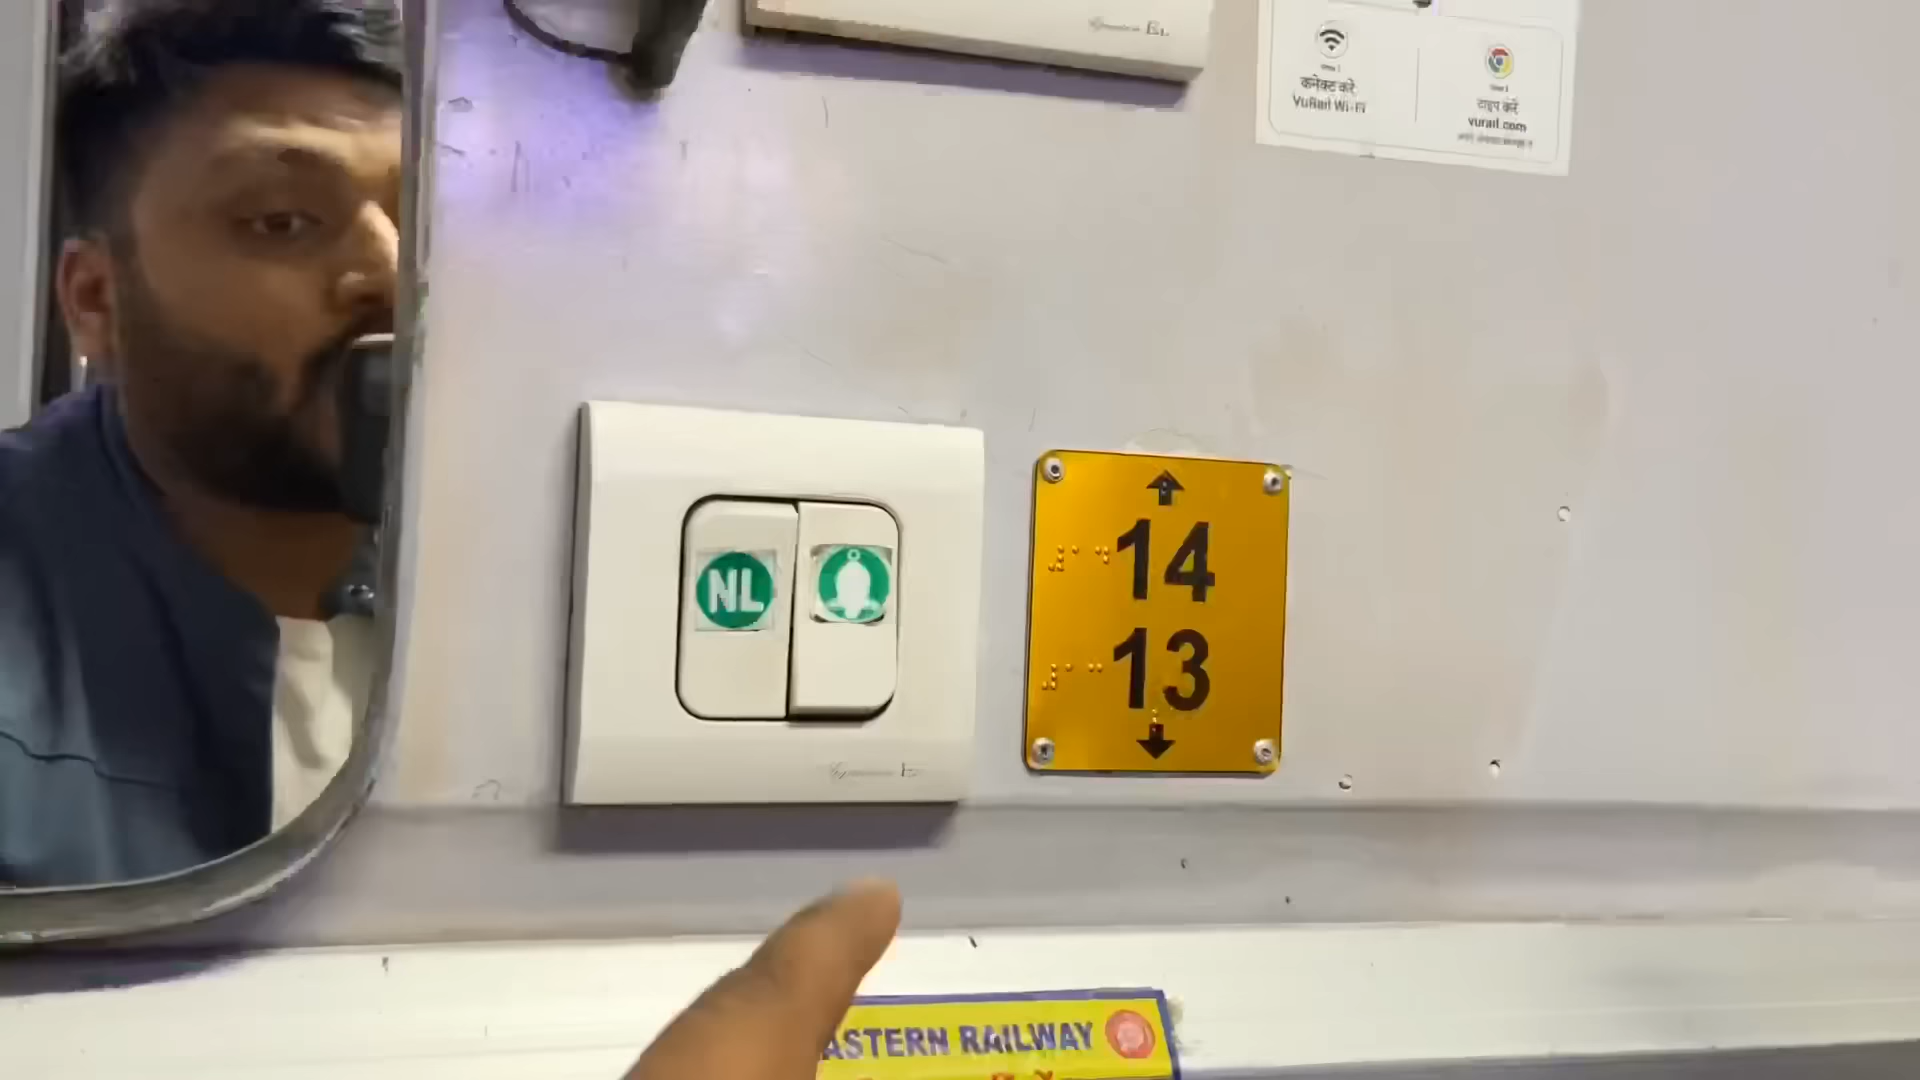 कनेक्ट करें
VuRail Wi-Fi
टाइप करें
vurail.com
NL
14
13
ASTERN RAILWAY